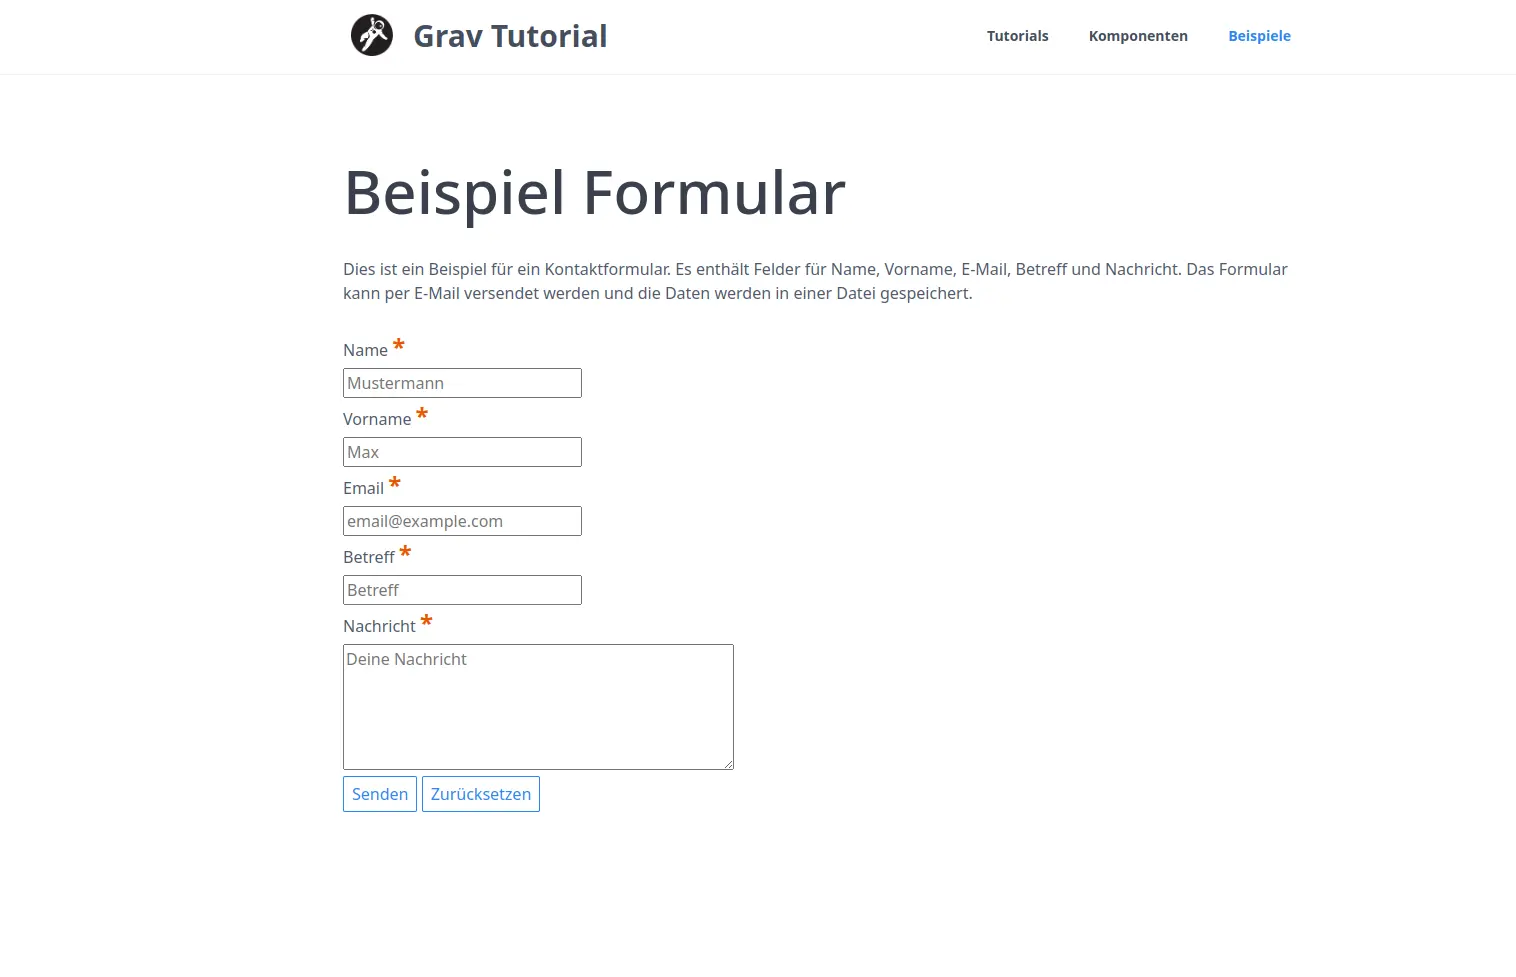 Grav Tutorial
Tutorials
Komponenten
Beispiele
Beispiel Formular
Dies ist ein Beispiel für ein Kontaktformular. Es enthält Felder für Name, Vorname, E-Mail, Betreff und Nachricht. Das Formular
kann per E-Mail versendet werden und die Daten werden in einer Datei gespeichert.
Name *
Mustermann
Vorname *
Max
Email *
email@example.com
Betreff *
Betreff
Nachricht *
Deine Nachricht
Senden
Zurücksetzen